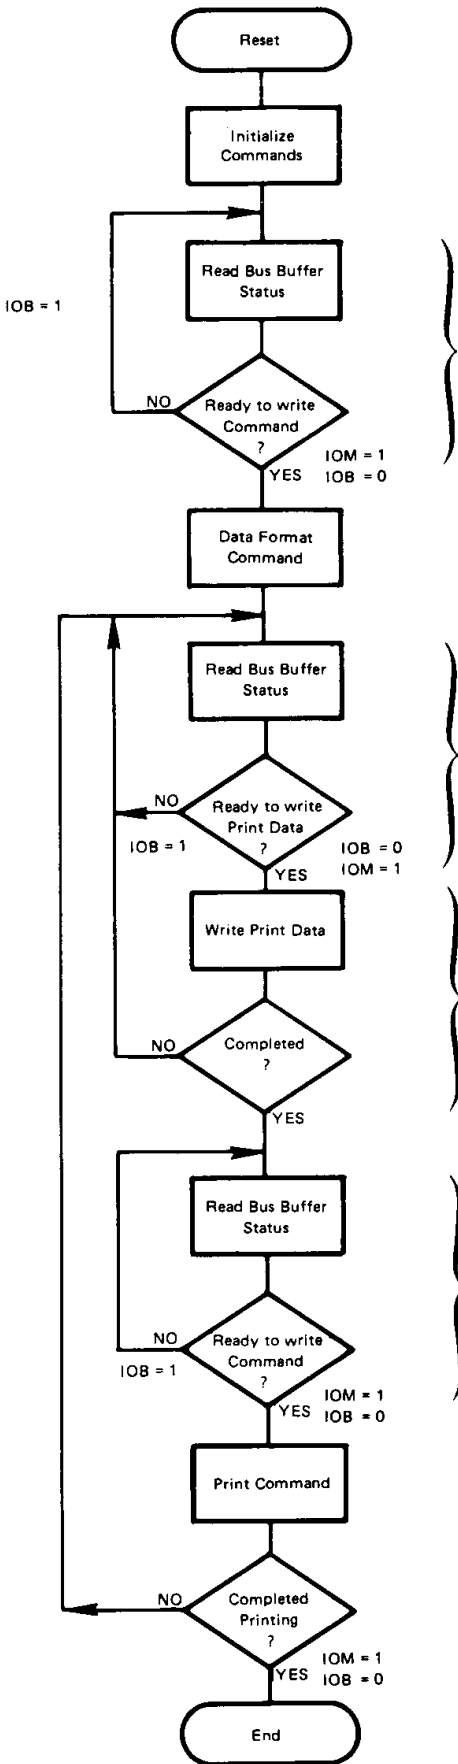 Reset
Initialize
Commands
Read Bus Buffer
Status
IOB = 1
NO
Ready to write
Command
?
YES
IOM = 1
IOB = 0
Data Format
Command
Read Bus Buffer
Status
NO
Ready to write
Print Data
?
IOB = 1
IOB = 0
IOM = 1
YES
Write Print Data
NO
Completed
?
YES
Read Bus Buffer
Status
NO
Ready to write
Command
?
IOB = 1
YES
IOM = 1
IOB = 0
Print Command
NO
Completed
Printing
?
YES
IOM = 1
IOB = 0
End